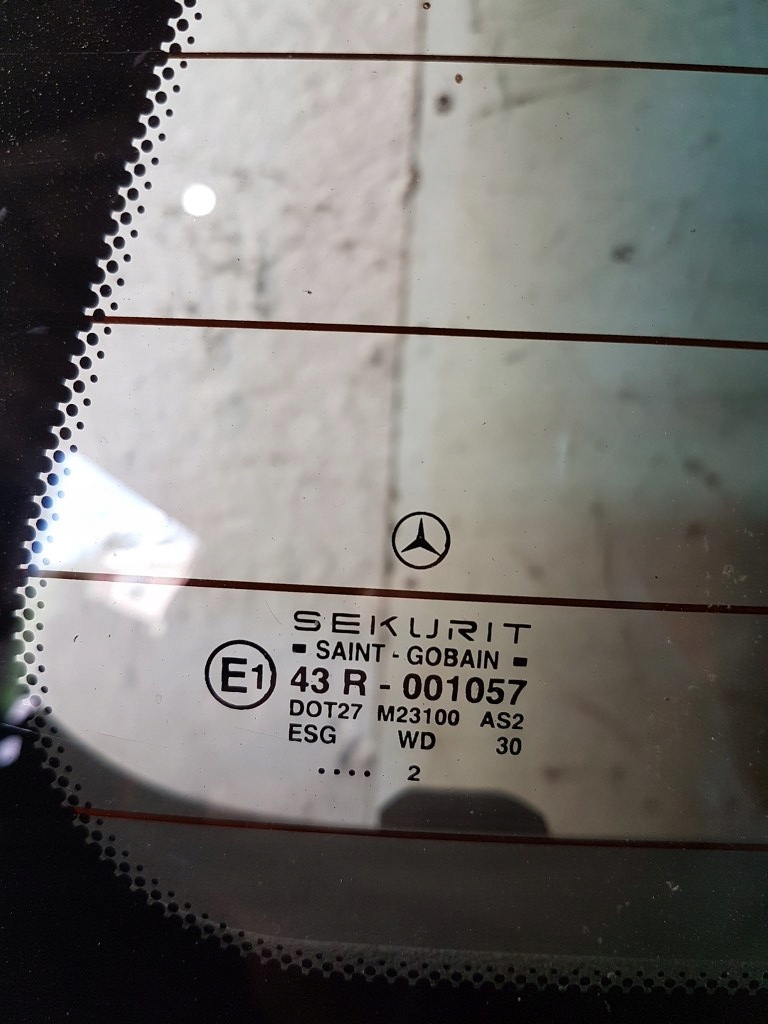 SEKURIT
SAINT - GOBAIN
E1 43 R - 001057
DOT27 M23100 AS2
ESG WD 30
.... 2